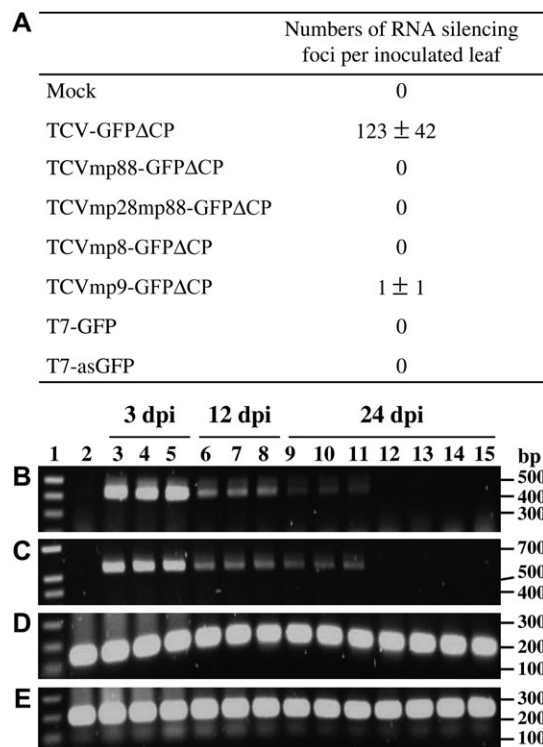 A
Numbers of RNA silencing
foci per inoculated leaf
Mock 0
TCV-GFPΔCP 123 ± 42
TCVmp88-GFPΔCP 0
TCVmp28mp88-GFPΔCP 0
TCVmp8-GFPΔCP 0
TCVmp9-GFPΔCP 1 ± 1
T7-GFP 0
T7-asGFP 0
3 dpi 12 dpi 24 dpi
1 2 3 4 5 6 7 8 9 10 11 12 13 14 15 bp
B 500
400
300
C 700
500
400
D 300
200
100
E 300
200
100